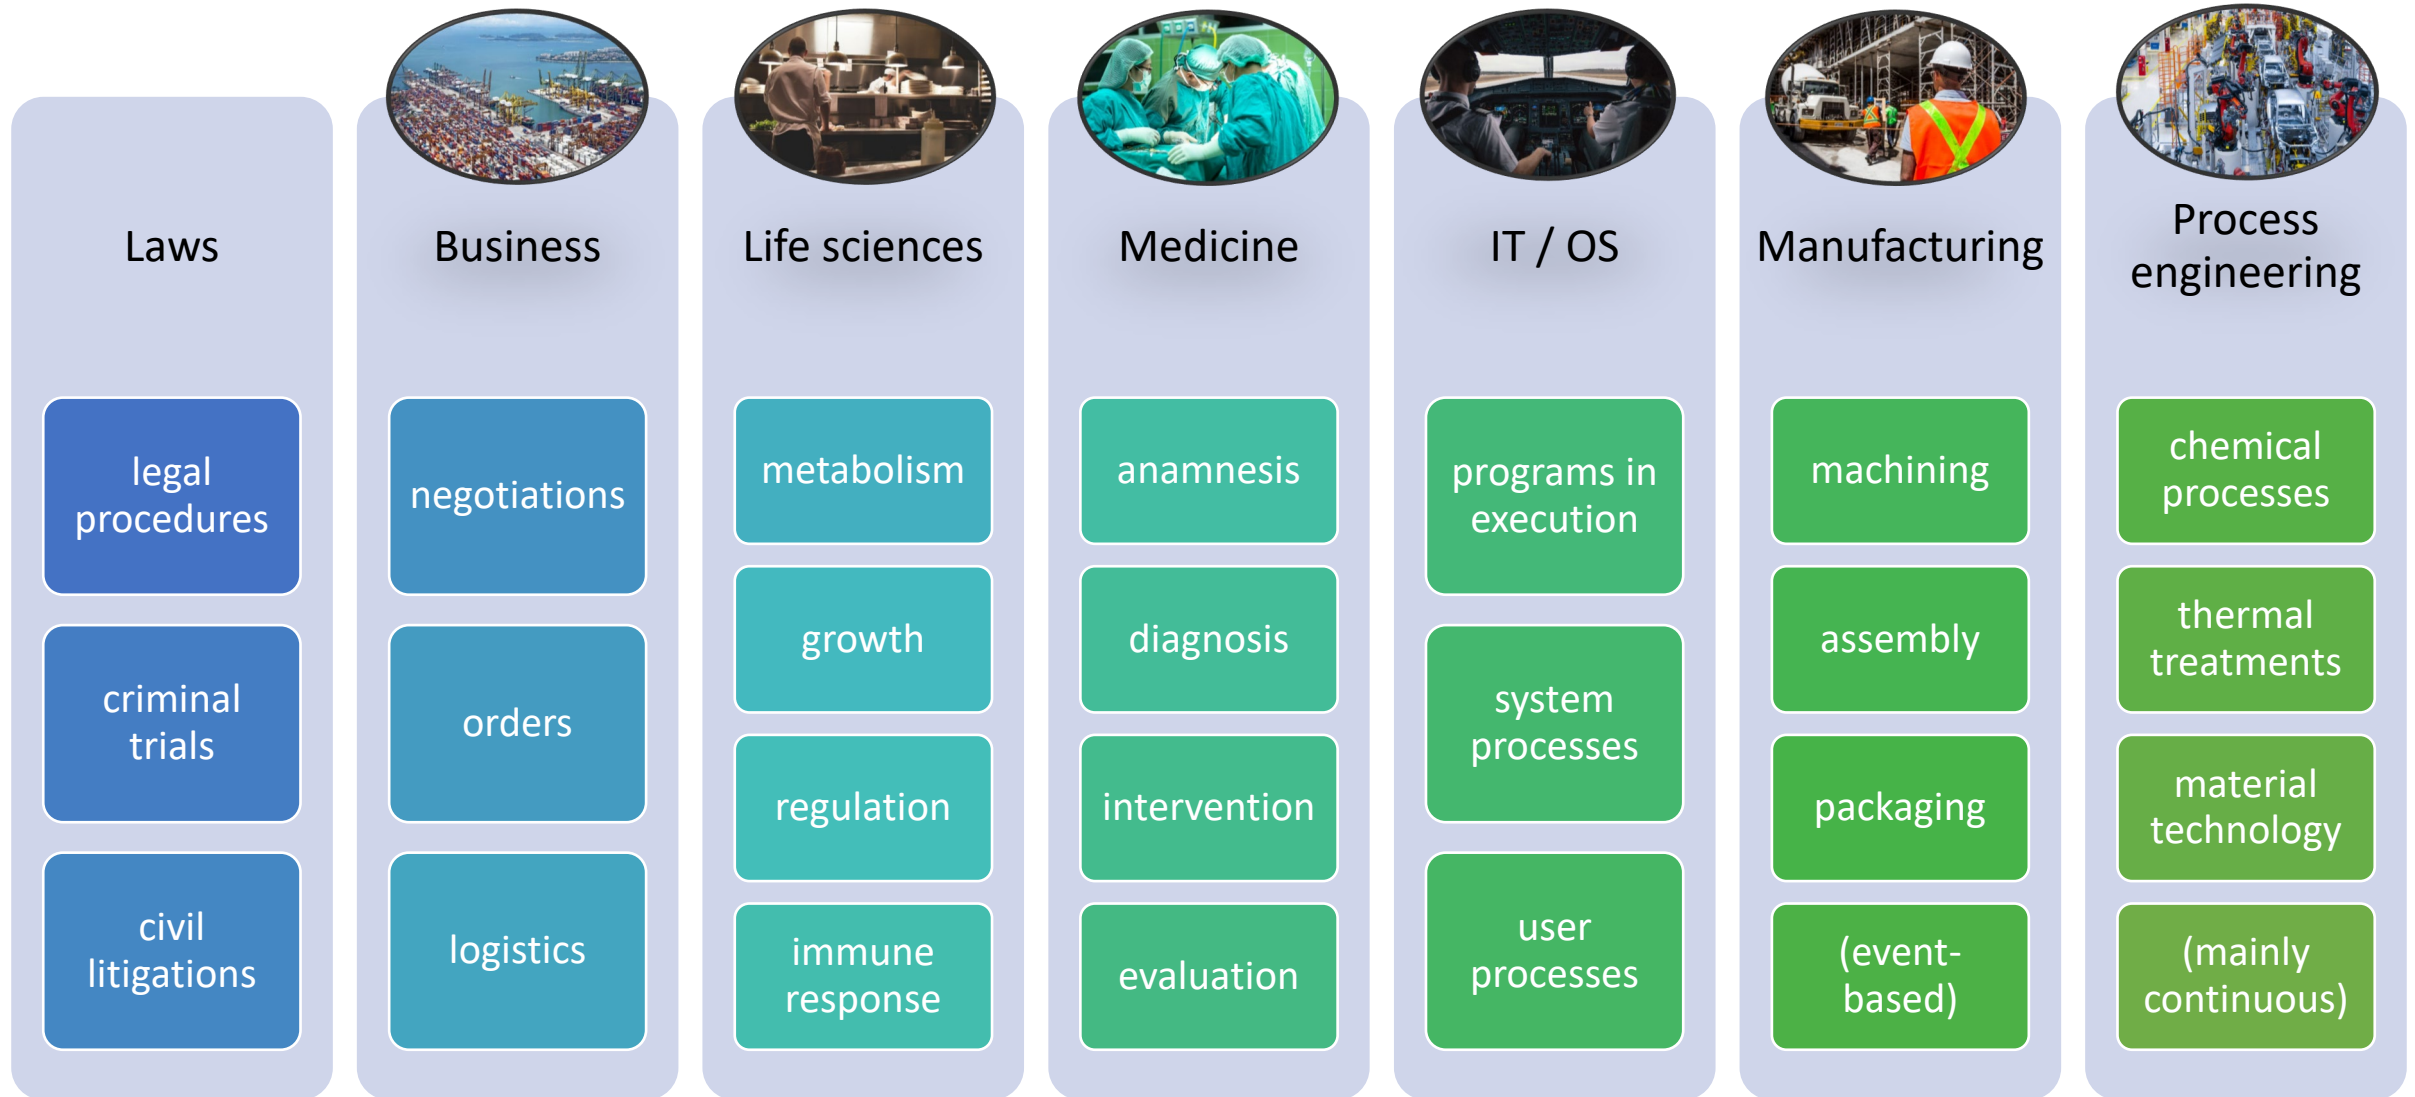 Laws
legal
procedures
criminal
trials
civil
litigations
Business
negotiations
orders
logistics
Life sciences
metabolism
growth
regulation
immune
response
Medicine
anamnesis
diagnosis
intervention
evaluation
IT / OS
programs in
execution
system
processes
user
processes
Manufacturing
machining
assembly
packaging
(event-
based)
Process
engineering
chemical
processes
thermal
treatments
material
technology
(mainly
continuous)